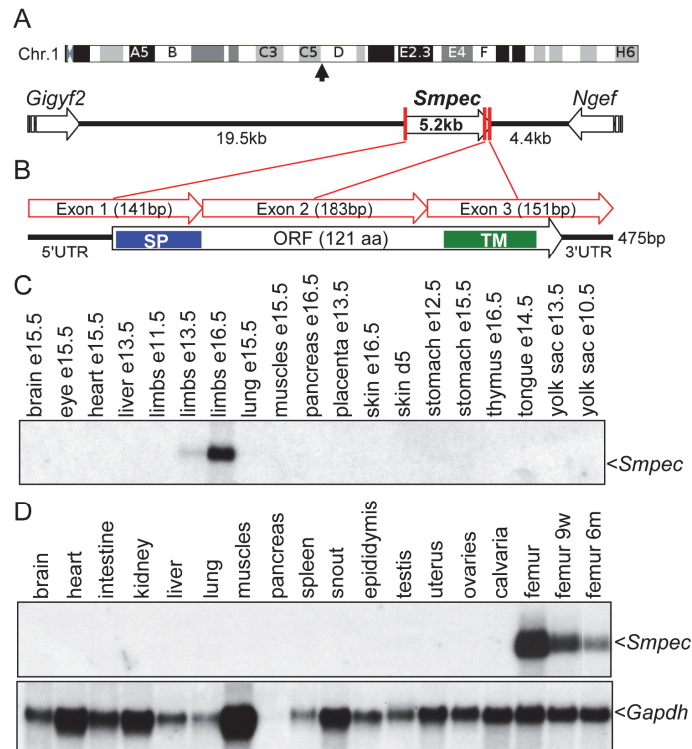 A
Chr.1 A5 B C3 C5 D E2.3 E4 F H6
Gigyf2 Smpec Ngef
5.2kb
19.5kb 4.4kb
B
Exon 1 (141bp) Exon 2 (183bp) Exon 3 (151bp)
SP ORF (121 aa) TM 475bp
5'UTR 3'UTR
C
brain e15.5
eye e15.5
heart e15.5
liver e13.5
limbs e11.5
limbs e13.5
limbs e16.5
lung e15.5
muscles e15.5
pancreas e16.5
placenta e13.5
skin e16.5
skin d5
stomach e12.5
stomach e15.5
thymus e16.5
tongue e14.5
yolk sac e13.5
yolk sac e10.5
<Smpec
D
brain
heart
intestine
kidney
liver
lung
muscles
pancreas
spleen
snout
epididymis
testis
uterus
ovaries
calvaria
femur
femur 9w
femur 6m
<Smpec
<Gapdh